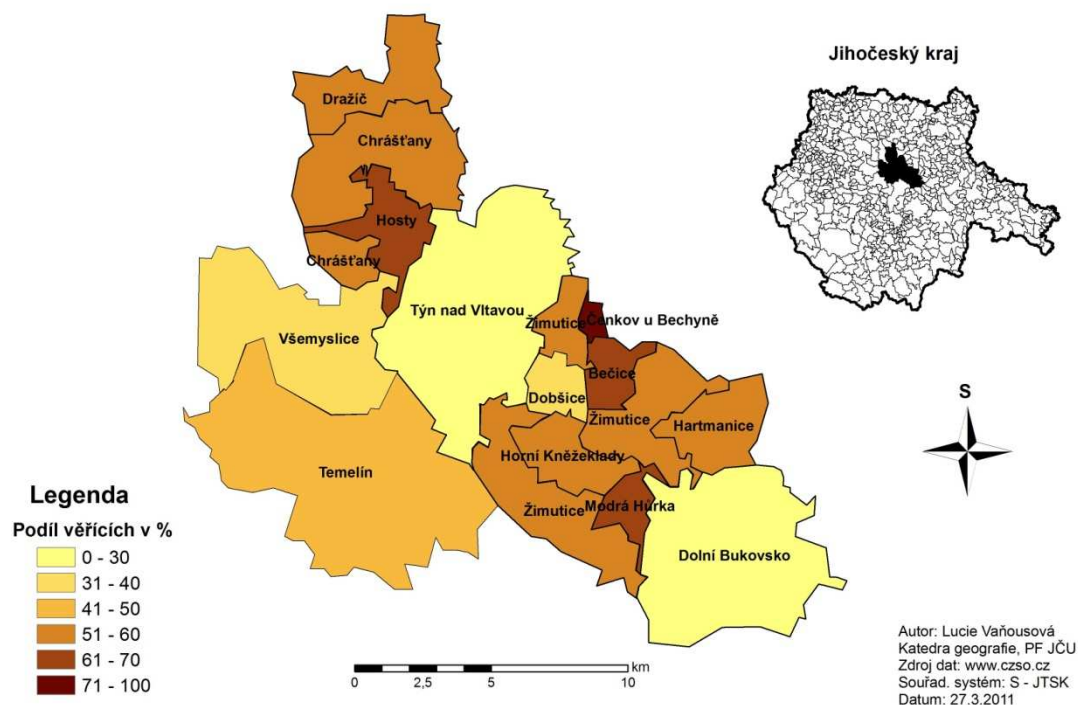 Jihočeský kraj
Dražíč
Chrášťany
Hosty
Chrášťany
Týn nad Vltavou
Všemyslice
Žimutice
Čenkov u Bechyně
Bečice
Dobšice
Žimutice
Hartmanice
Horní Kněžeklady
Temelín
Žimutice
Modrá Hůrka
Dolní Bukovsko
S
Legenda
Podíl věřících v %
0 - 30
31 - 40
41 - 50
51 - 60
61 - 70
71 - 100
km
0 2,5 5 10
Autor: Lucie Vaňousová
Katedra geografie, PF JČU
Zdroj dat: www.czso.cz
Souřad. systém: S - JTSK
Datum: 27.3.2011